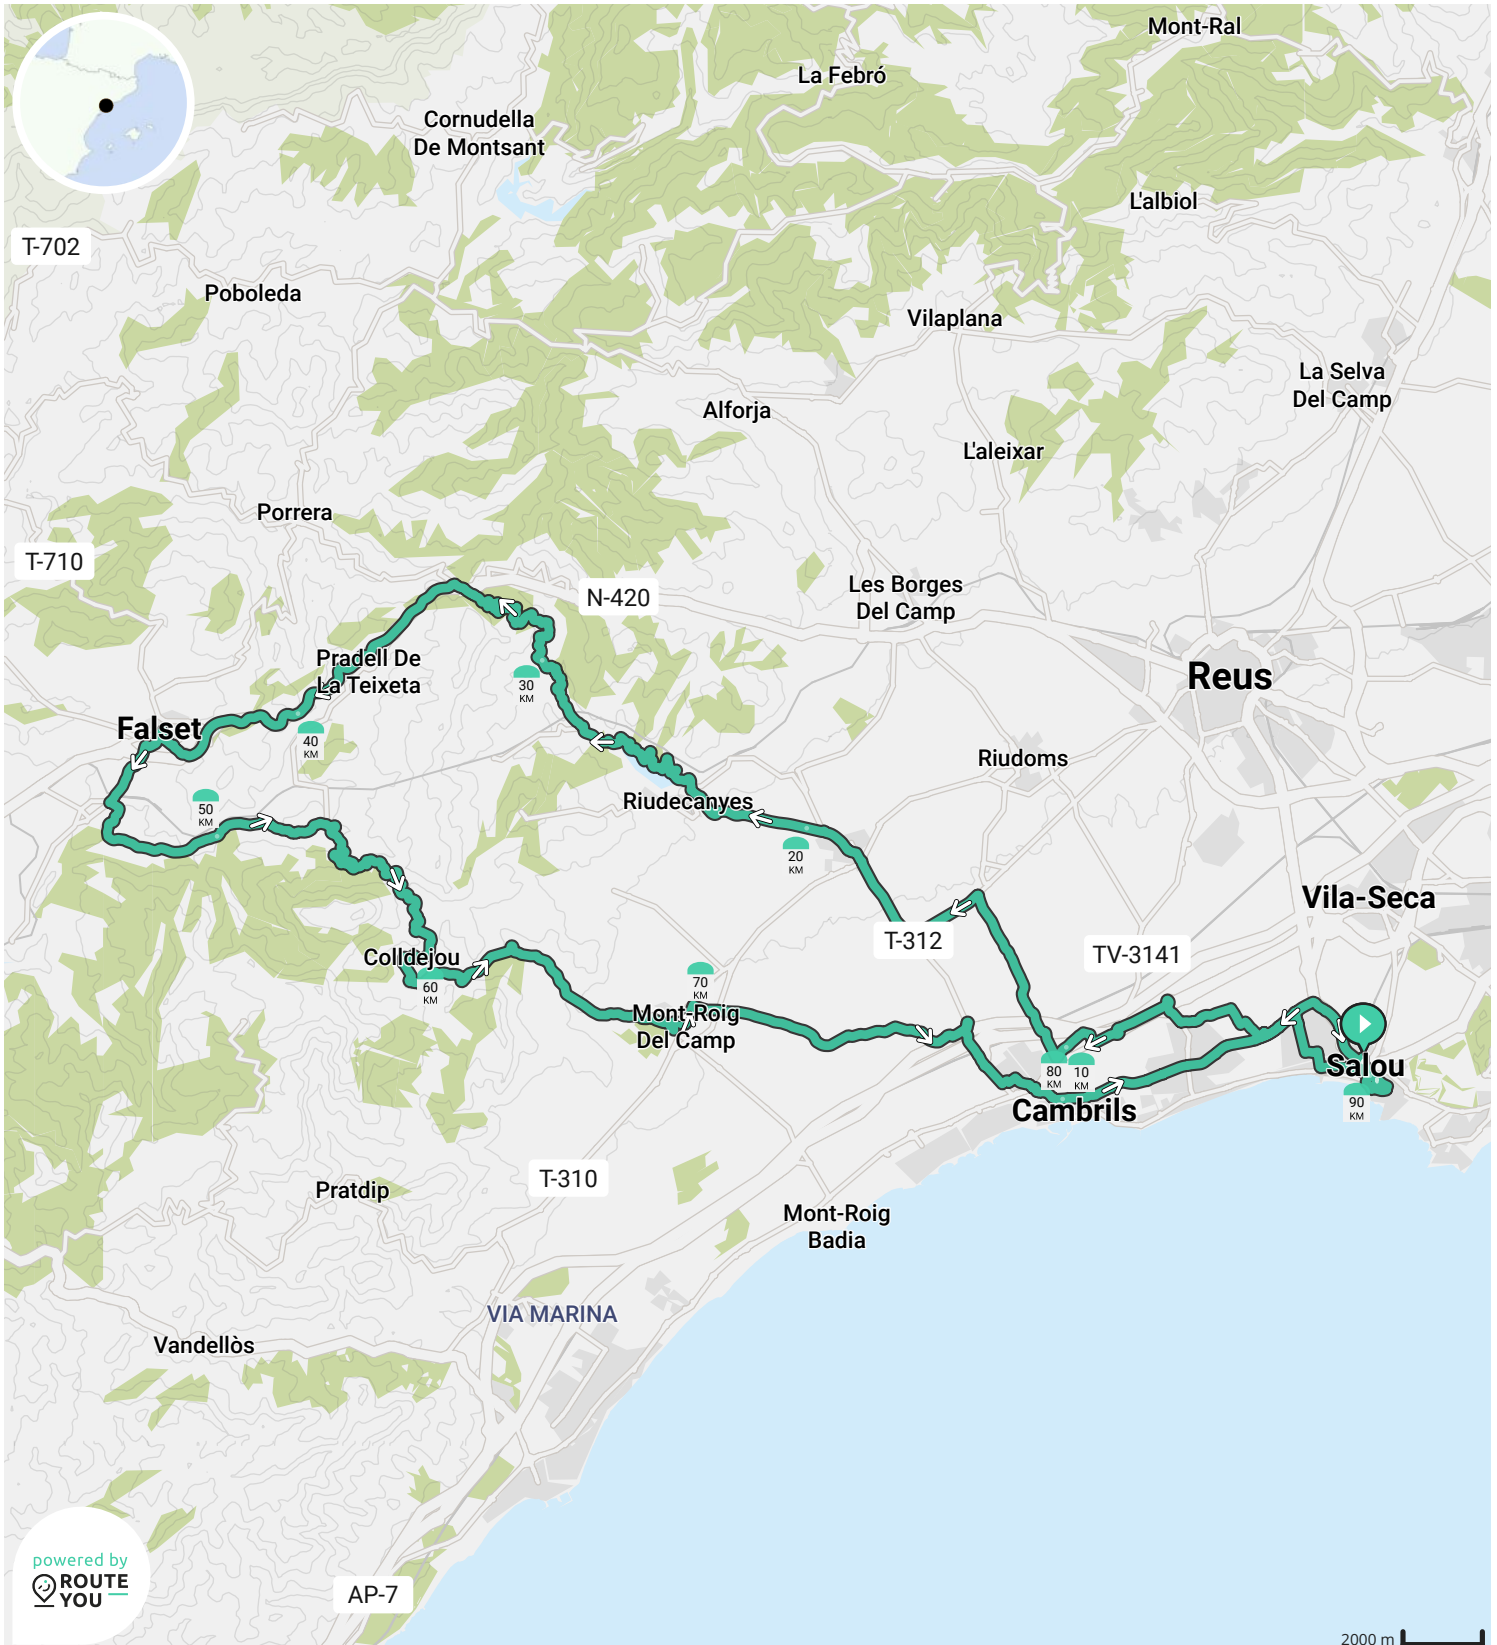 Mont-Ral
La Febró
Cornudella
De Montsant
L'albiol
T-702
Poboleda
Vilaplana
La Selva
Del Camp
Alforja
L'aleixar
Porrera
T-710
N-420
Les Borges
Del Camp
Pradell De
La Teixeta
Reus
30
KM
Falset
40
KM
Riudoms
50
KM
Riudecanyes
20
KM
Vila-Seca
T-312
TV-3141
Colldejou
60
KM
70
KM
Mont-Roig
Del Camp
80
KM
10
KM
Salou
90
KM
Cambrils
T-310
Pratdip
Mont-Roig
Badia
VIA MARINA
Vandellòs
powered by
ROUTE
YOU
AP-7
2000 m